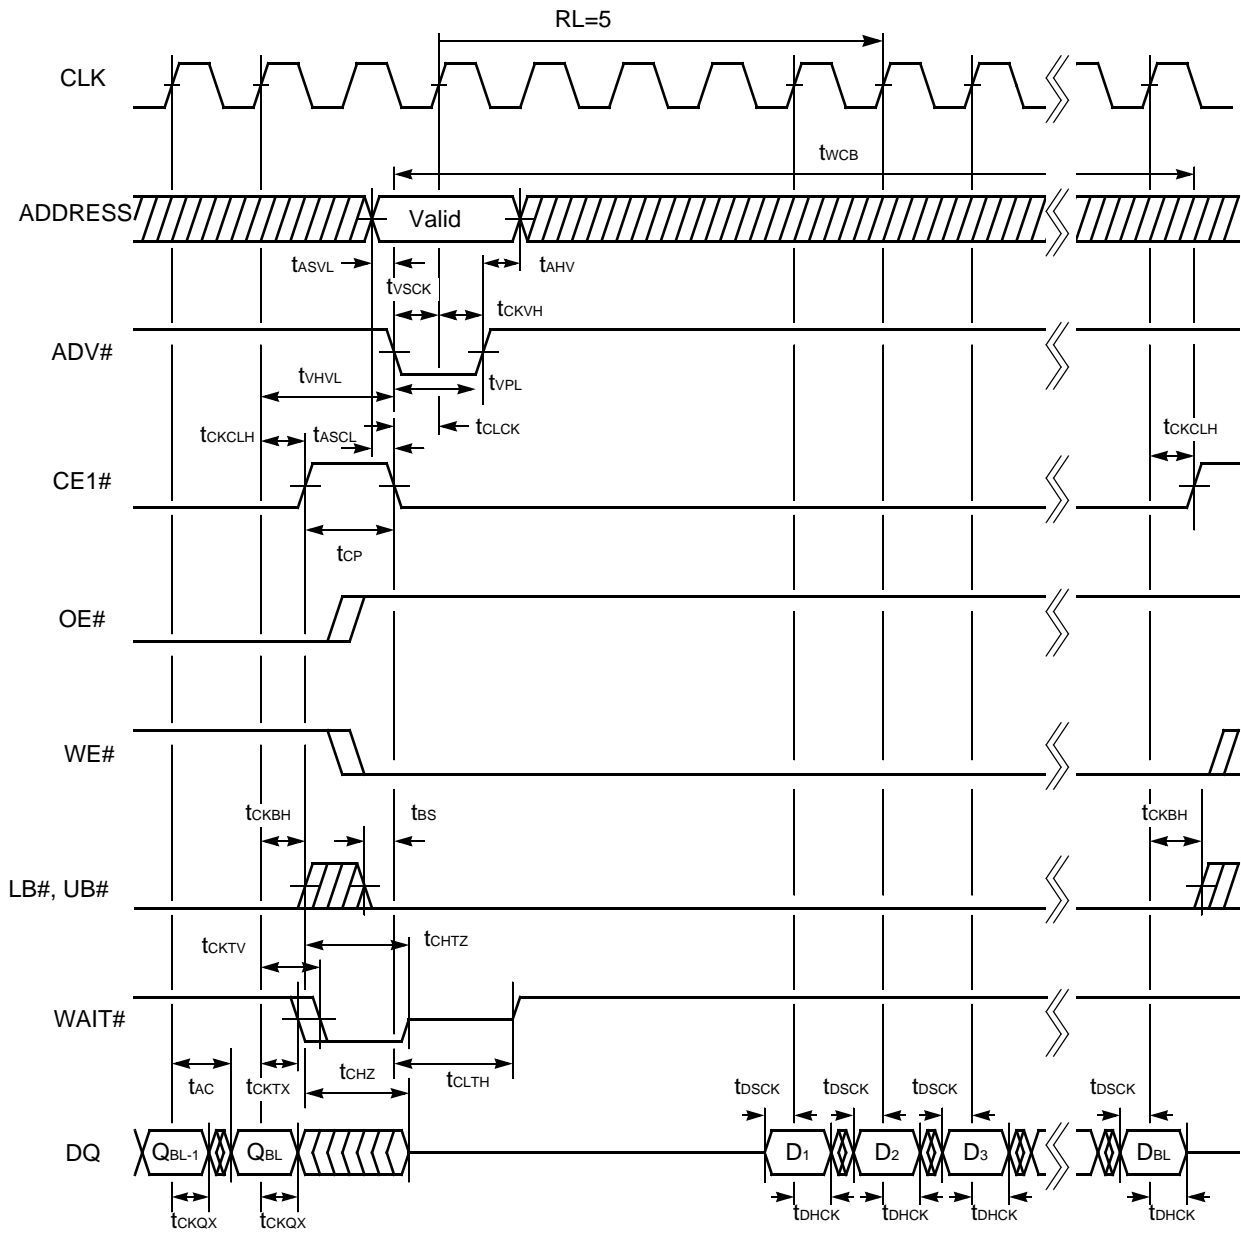 RL=5
CLK
tWCB
ADDRESS
Valid
tASVL
tAHV
tVSCK
tCKVH
ADV#
tVHVL
tVPL
tCKCLH
tASCL
tCLCK
tCKCLH
CE1#
tCP
OE#
WE#
tCKBH
tBS
tCKBH
LB#, UB#
tCKTV
tCHTZ
WAIT#
tAC
tCKTX
tCHZ
tCLTH
tDSCK
tDSCK
tDSCK
tDSCK
DQ
QBL-1
QBL
D1
D2
D3
DBL
tCKQX
tCKQX
tDHCK
tDHCK
tDHCK
tDHCK